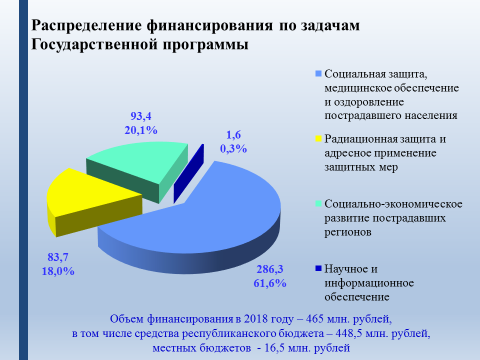 Распределение финансирования по задачам
Государственной программы
93,4
20,1%
1,6
0,3%
83,7
18,0%
286,3
61,6%
Социальная защита,
медицинское обеспечение
и оздоровление
пострадавшего населения
Радиационная защита и
адресное применение
защитных мер
Социально-экономическое
развитие пострадавших
регионов
Научное и
информационное
обеспечение
Объем финансирования в 2018 году – 465 млн. рублей,
в том числе средства республиканского бюджета – 448,5 млн. рублей,
местных бюджетов - 16,5 млн. рублей